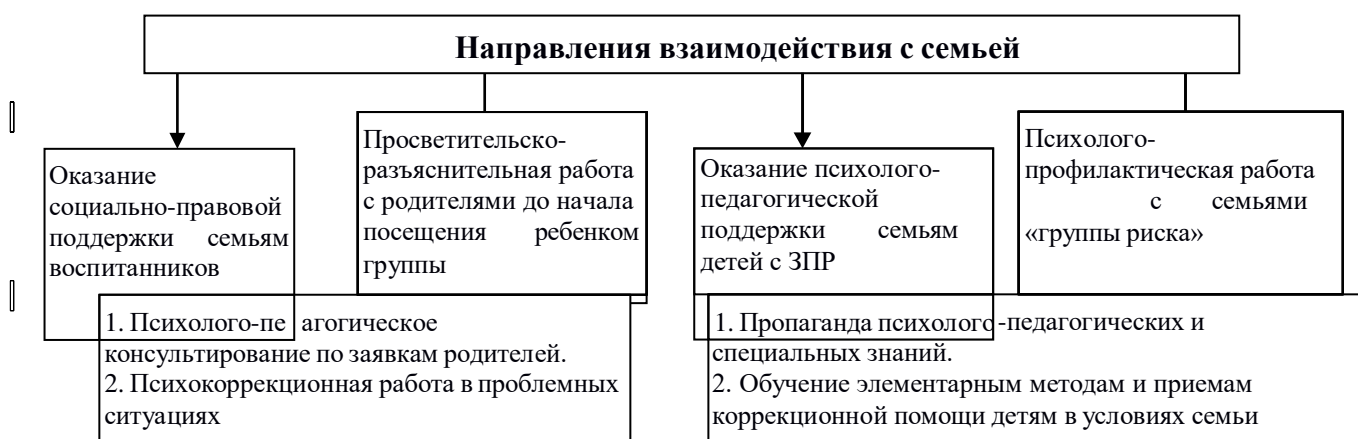 Направления взаимодействия с семьей
Оказание
социально-правовой
поддержки семьям
воспитанников
Просветительско-
разъяснительная работа
с родителями до начала
посещения ребенком
группы
Оказание психолого-
педагогической
поддержки семьям
детей с ЗПР
Психолого-
профилактическая работа
с семьями
«группы риска»
1. Психолого-пе агогическое
консультирование по заявкам родителей.
2. Психокоррекционная работа в проблемных
ситуациях
1. Пропаганда психолого-педагогических и
специальных знаний.
2. Обучение элементарным методам и приемам
коррекционной помощи детям в условиях семьи